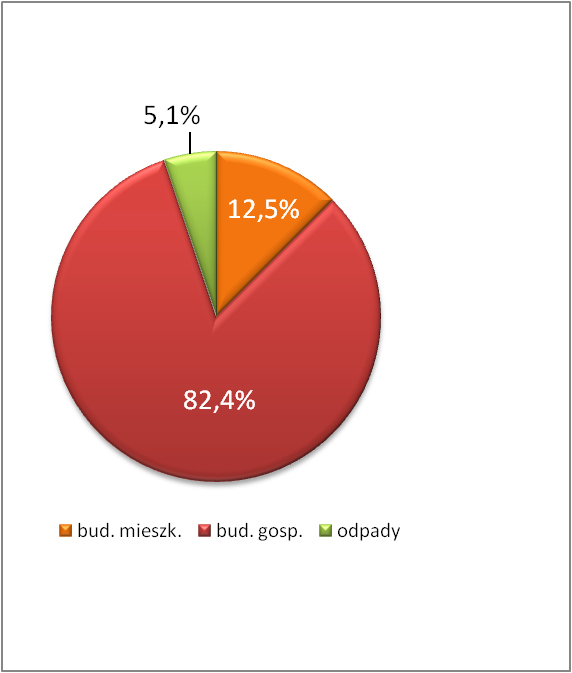 5,1%
12,5%
82,4%
bud. mieszk. bud. gosp. odpady